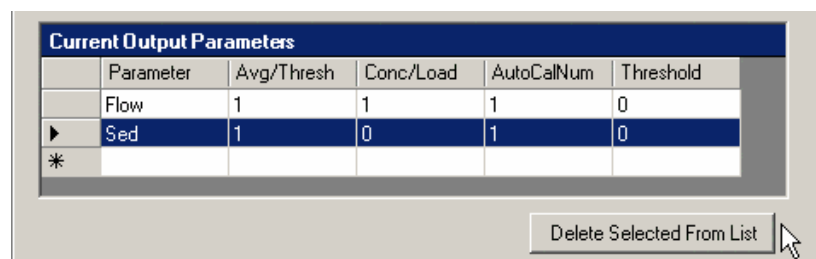 Current Output Parameters
Parameter Avg/Thresh Conc/Load AutoCalNum Threshold
Flow 1 1 1 0
Sed 1 0 1 0
Delete Selected From List